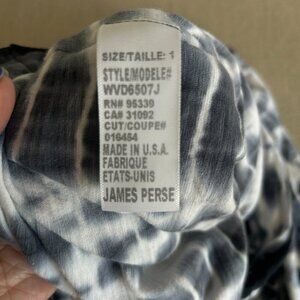 SIZE/TAILLE: 1
STYLE/MODELE#
WVD6507J
RN# 95339
CA# 31092
CUT/COUPE#
016454
MADE IN U.S.A.
FABRIQUE
ETATS-UNIS
JAMES PERSE